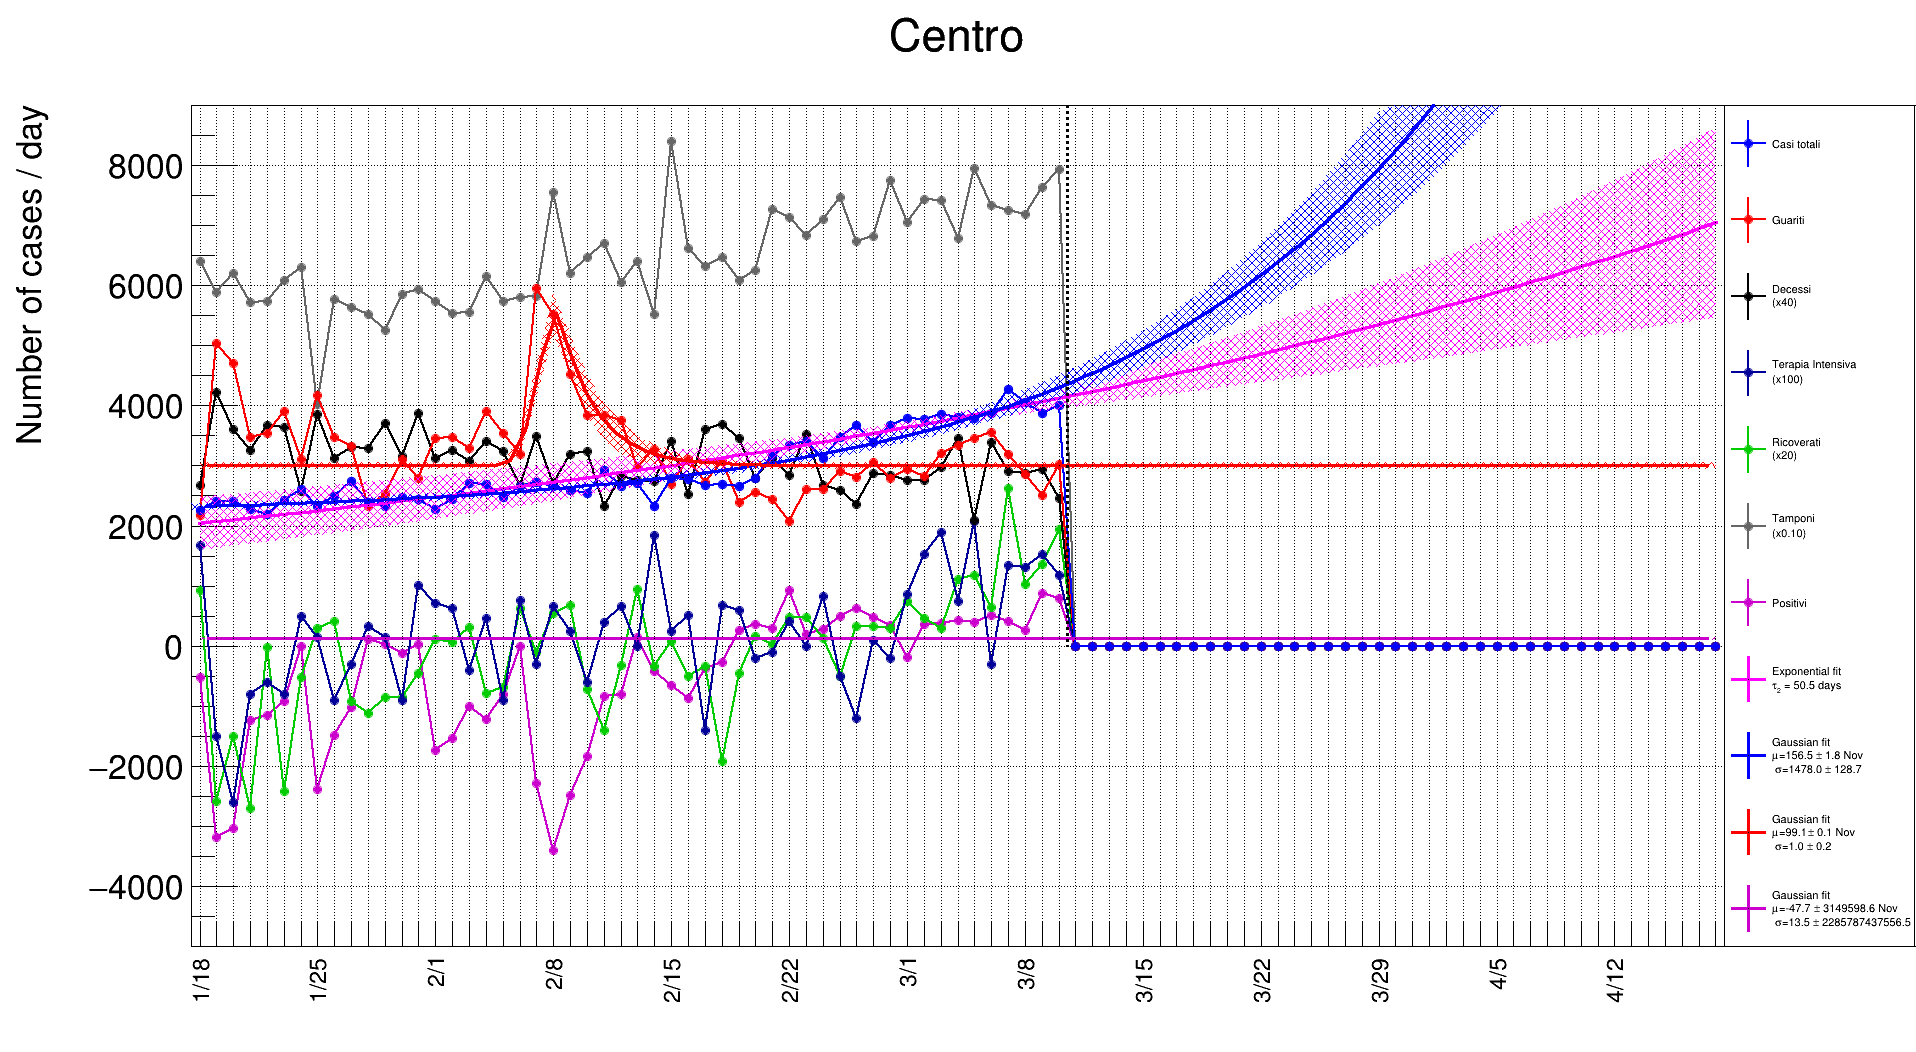 Centro
Number of cases / day
8000
6000
4000
2000
0
−2000
−4000
1/18
1/25
2/1
2/8
2/15
2/22
3/1
3/8
3/15
3/22
3/29
4/5
4/12
Casi totali
Guariti
Decessi
(x40)
Terapia Intensiva
(x100)
Ricoverati
(x20)
Tamponi
(x0.10)
Positivi
Exponential fit
τ₂ = 50.5 days
Gaussian fit
μ=156.5 ± 1.8 Nov
σ=1478.0 ± 128.7
Gaussian fit
μ=99.1 ± 0.1 Nov
σ=1.0 ± 0.2
Gaussian fit
μ=-47.7 ± 3149598.6 Nov
σ=13.5 ± 2285787437556.5